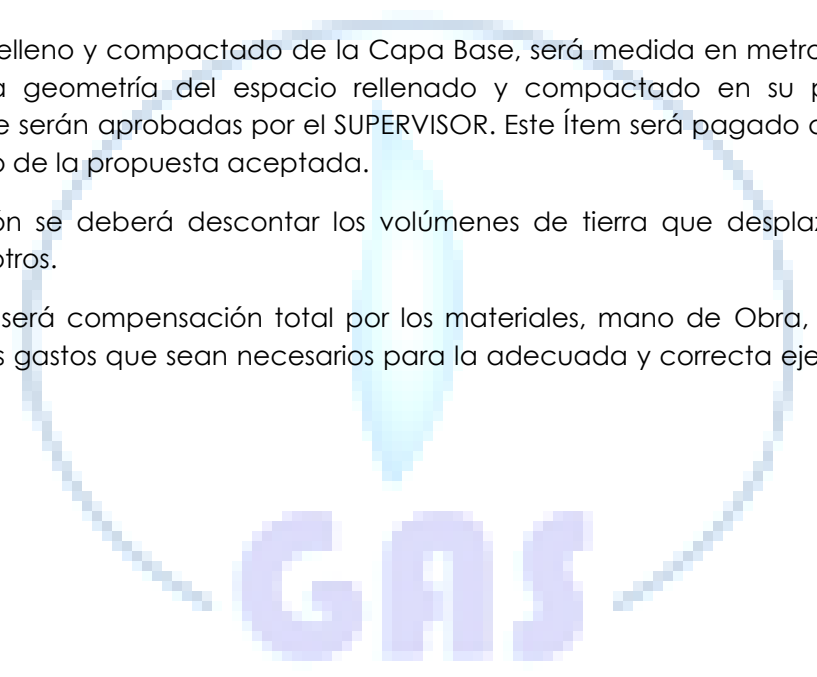 elleno y compactado de la Capa Base, será medida en metro
a geometría del espacio rellenado y compactado en su p
e serán aprobadas por el SUPERVISOR. Este Ítem será pagado
o de la propuesta aceptada.
ón se deberá descontar los volúmenes de tierra que despla
otros.
será compensación total por los materiales, mano de Obra,
s gastos que sean necesarios para la adecuada y correcta eje
GAS